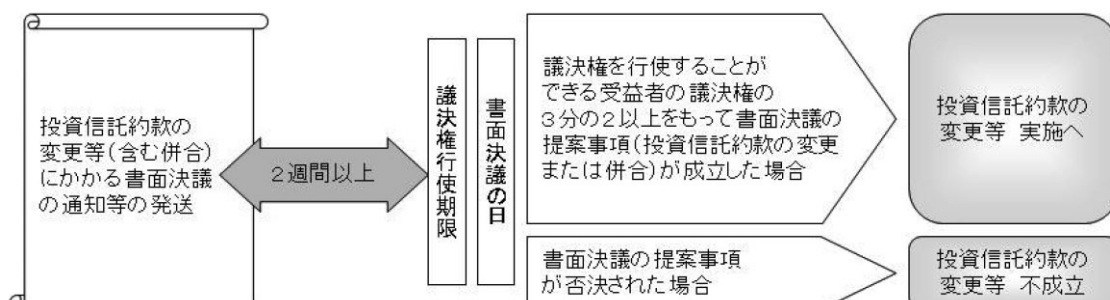 投資信託約款の
変更等(含む併合)
にかかる書面決議
の通知等の発送
2週間以上
議決権行使期限
書面決議の日
議決権を行使することが
できる受益者の議決権の
3分の2以上をもって書面決議の
提案事項(投資信託約款の変更
または併合)が成立した場合
投資信託約款の
変更等 実施へ
書面決議の提案事項
が否決された場合
投資信託約款の
変更等 不成立